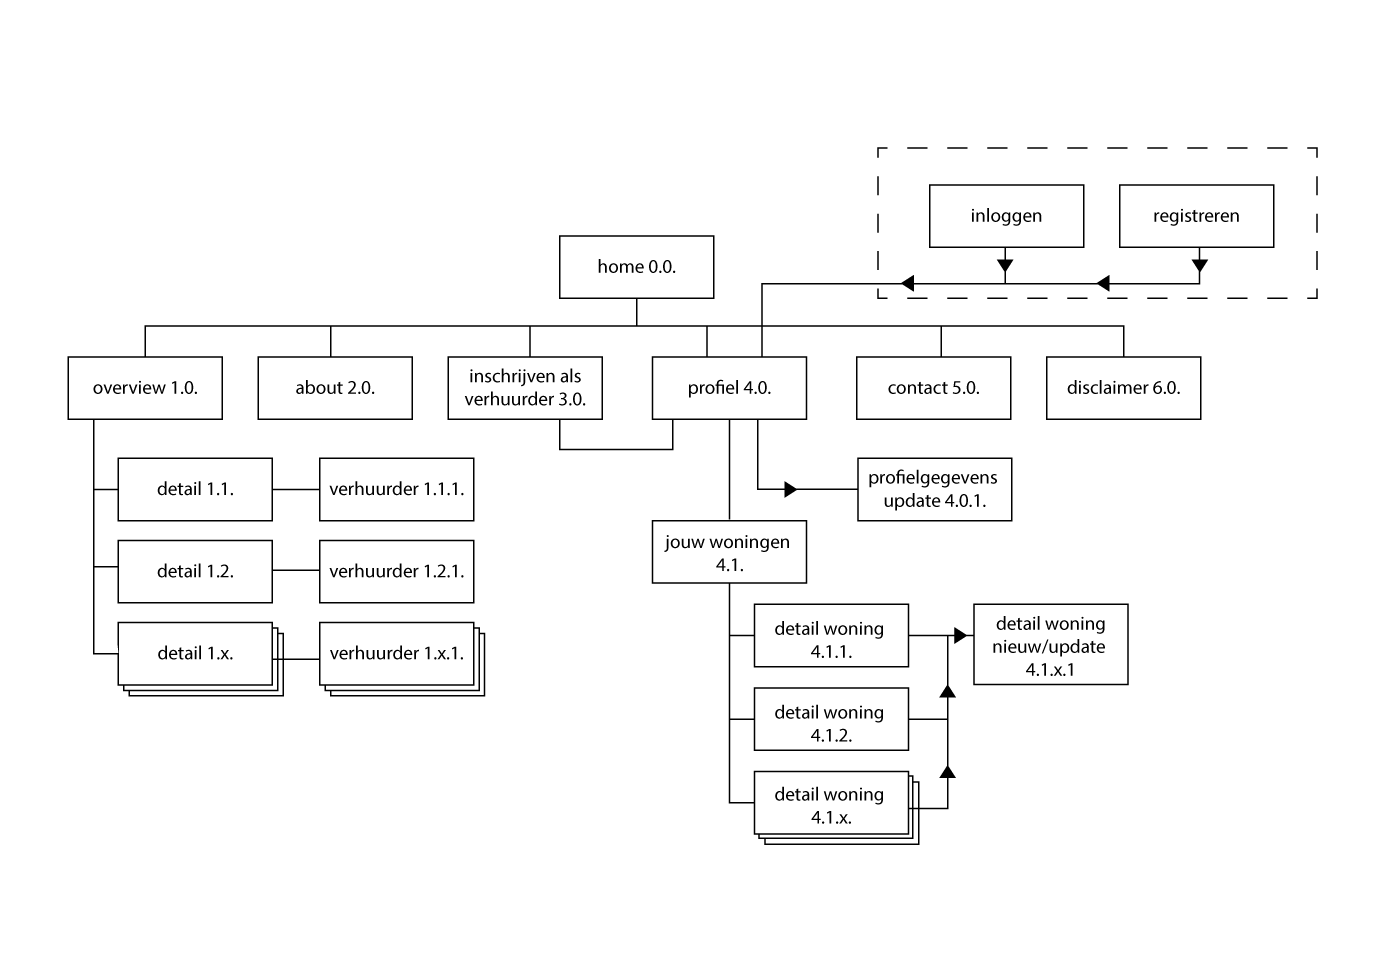 inloggen
registreren
home 0.0.
overview 1.0.
about 2.0.
inschrijven als
verhuurder 3.0.
profiel 4.0.
contact 5.0.
disclaimer 6.0.
detail 1.1.
verhuurder 1.1.1.
profielgegevens
update 4.0.1.
detail 1.2.
verhuurder 1.2.1.
jouw woningen
4.1.
detail 1.x.
verhuurder 1.x.1.
detail woning
4.1.1.
detail woning
nieuw/update
4.1.x.1
detail woning
4.1.2.
detail woning
4.1.x.